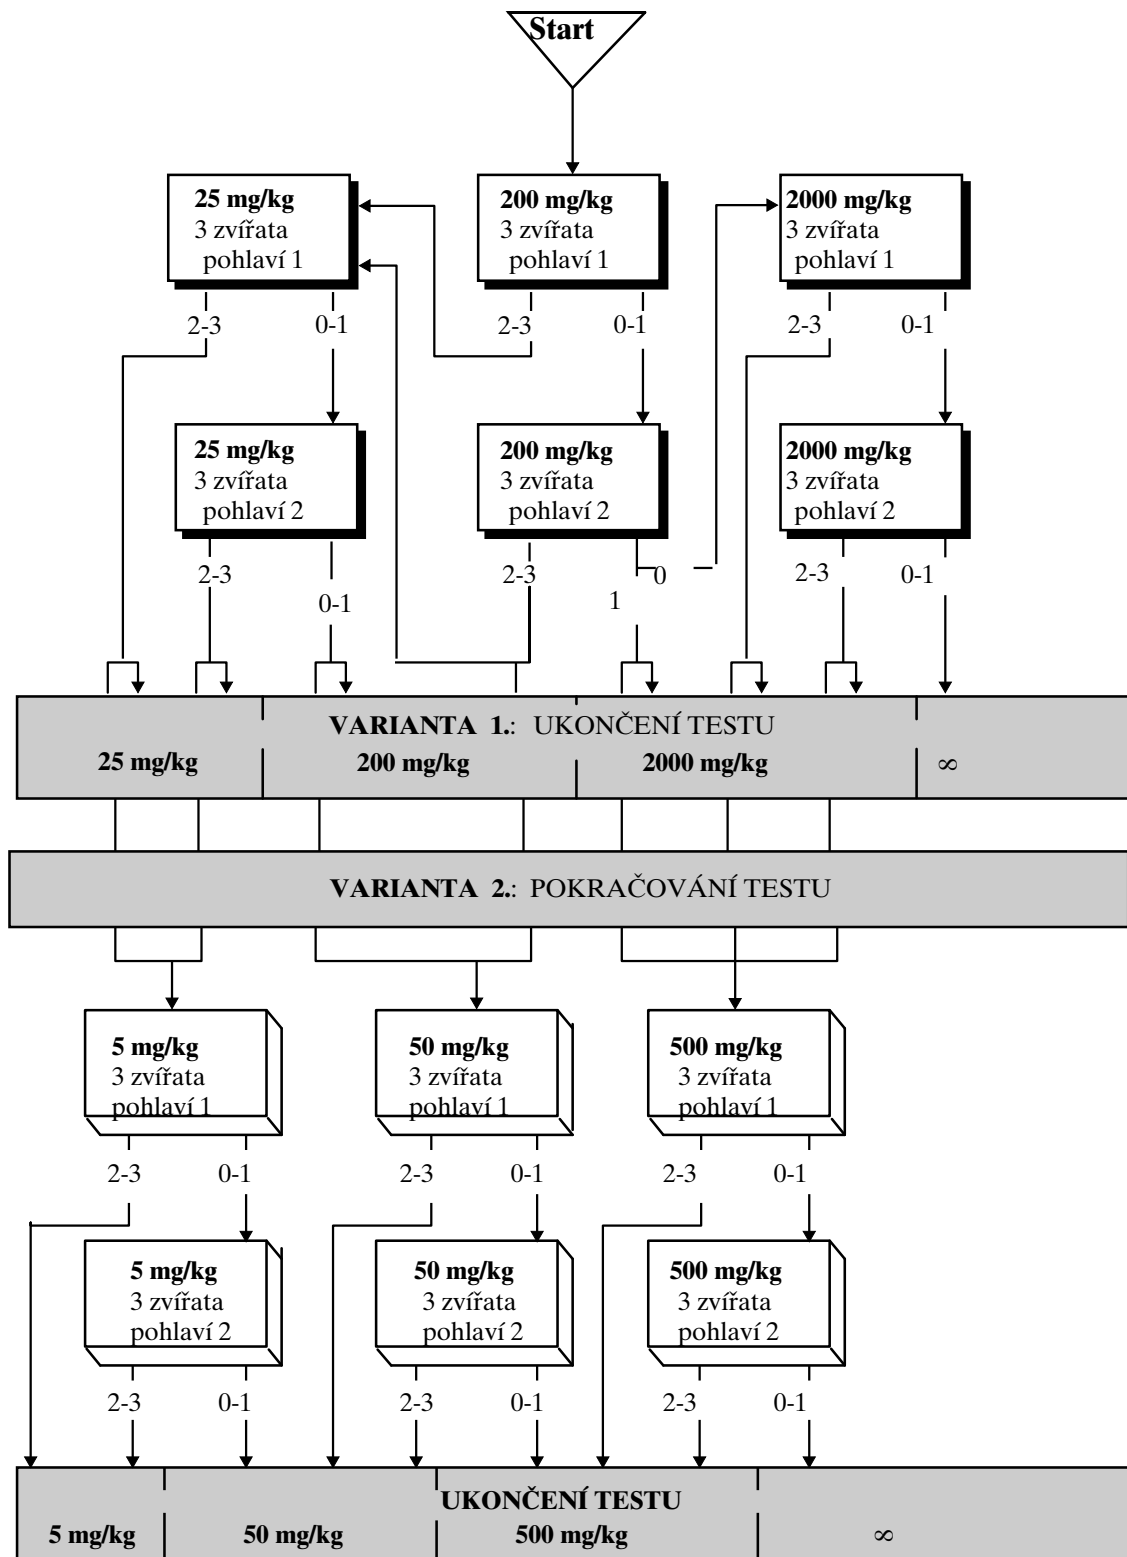 Start
25 mg/kg
3 zvířata
pohlaví 1
200 mg/kg
3 zvířata
pohlaví 1
2000 mg/kg
3 zvířata
pohlaví 1
2-3
0-1
2-3
0-1
2-3
0-1
25 mg/kg
3 zvířata
pohlaví 2
200 mg/kg
3 zvířata
pohlaví 2
2000 mg/kg
3 zvířata
pohlaví 2
2-3
0-1
2-3
0
1
2-3
0-1
VARIANTA 1.: UKONČENÍ TESTU
25 mg/kg 200 mg/kg 2000 mg/kg ∞
VARIANTA 2.: POKRAČOVÁNÍ TESTU
5 mg/kg
3 zvířata
pohlaví 1
50 mg/kg
3 zvířata
pohlaví 1
500 mg/kg
3 zvířata
pohlaví 1
2-3
0-1
2-3
0-1
2-3
0-1
5 mg/kg
3 zvířata
pohlaví 2
50 mg/kg
3 zvířata
pohlaví 2
500 mg/kg
3 zvířata
pohlaví 2
2-3
0-1
2-3
0-1
2-3
0-1
UKONČENÍ TESTU
5 mg/kg 50 mg/kg 500 mg/kg ∞